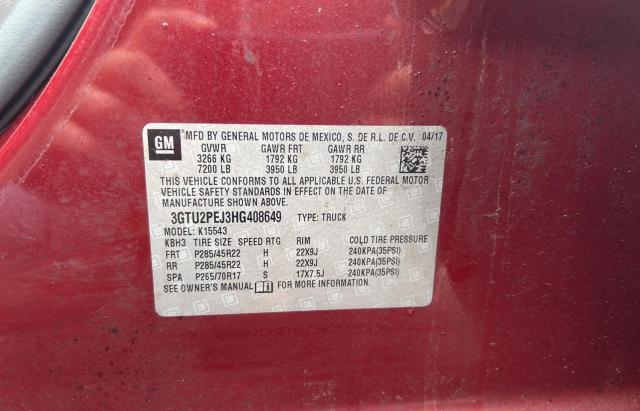 GM
MFD BY GENERAL MOTORS DE MEXICO, S. DE R.L. DE C.V. 04/17
GVWR GAWR FRT GAWR RR
3266 KG 1792 KG 1792 KG
7200 LB 3950 LB 3950 LB
THIS VEHICLE CONFORMS TO ALL APPLICABLE U.S. FEDERAL MOTOR
VEHICLE SAFETY STANDARDS IN EFFECT ON THE DATE OF
MANUFACTURE SHOWN ABOVE.
3GTU2PEJ3HG408649 TYPE: TRUCK
MODEL: K15543
KBH3 TIRE SIZE SPEED RTG RIM COLD TIRE PRESSURE
FRT P285/45R22 H 22X9J 240KPA(35PSI)
RR P285/45R22 H 22X9J 240KPA(35PSI)
SPA P265/70R17 S 17X7.5J 240KPA(35PSI)
SEE OWNER'S MANUAL FOR MORE INFORMATION.